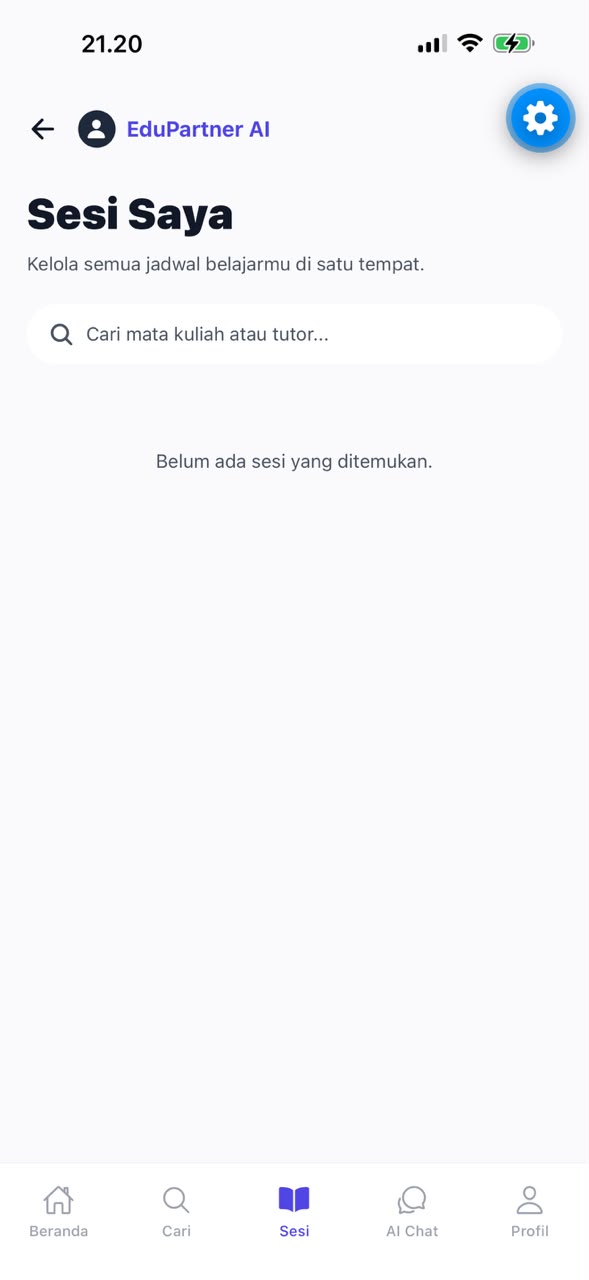 21.20
EduPartner AI
Sesi Saya
Kelola semua jadwal belajarmu di satu tempat.
Cari mata kuliah atau tutor...
Belum ada sesi yang ditemukan.
Beranda
Cari
Sesi
AI Chat
Profil